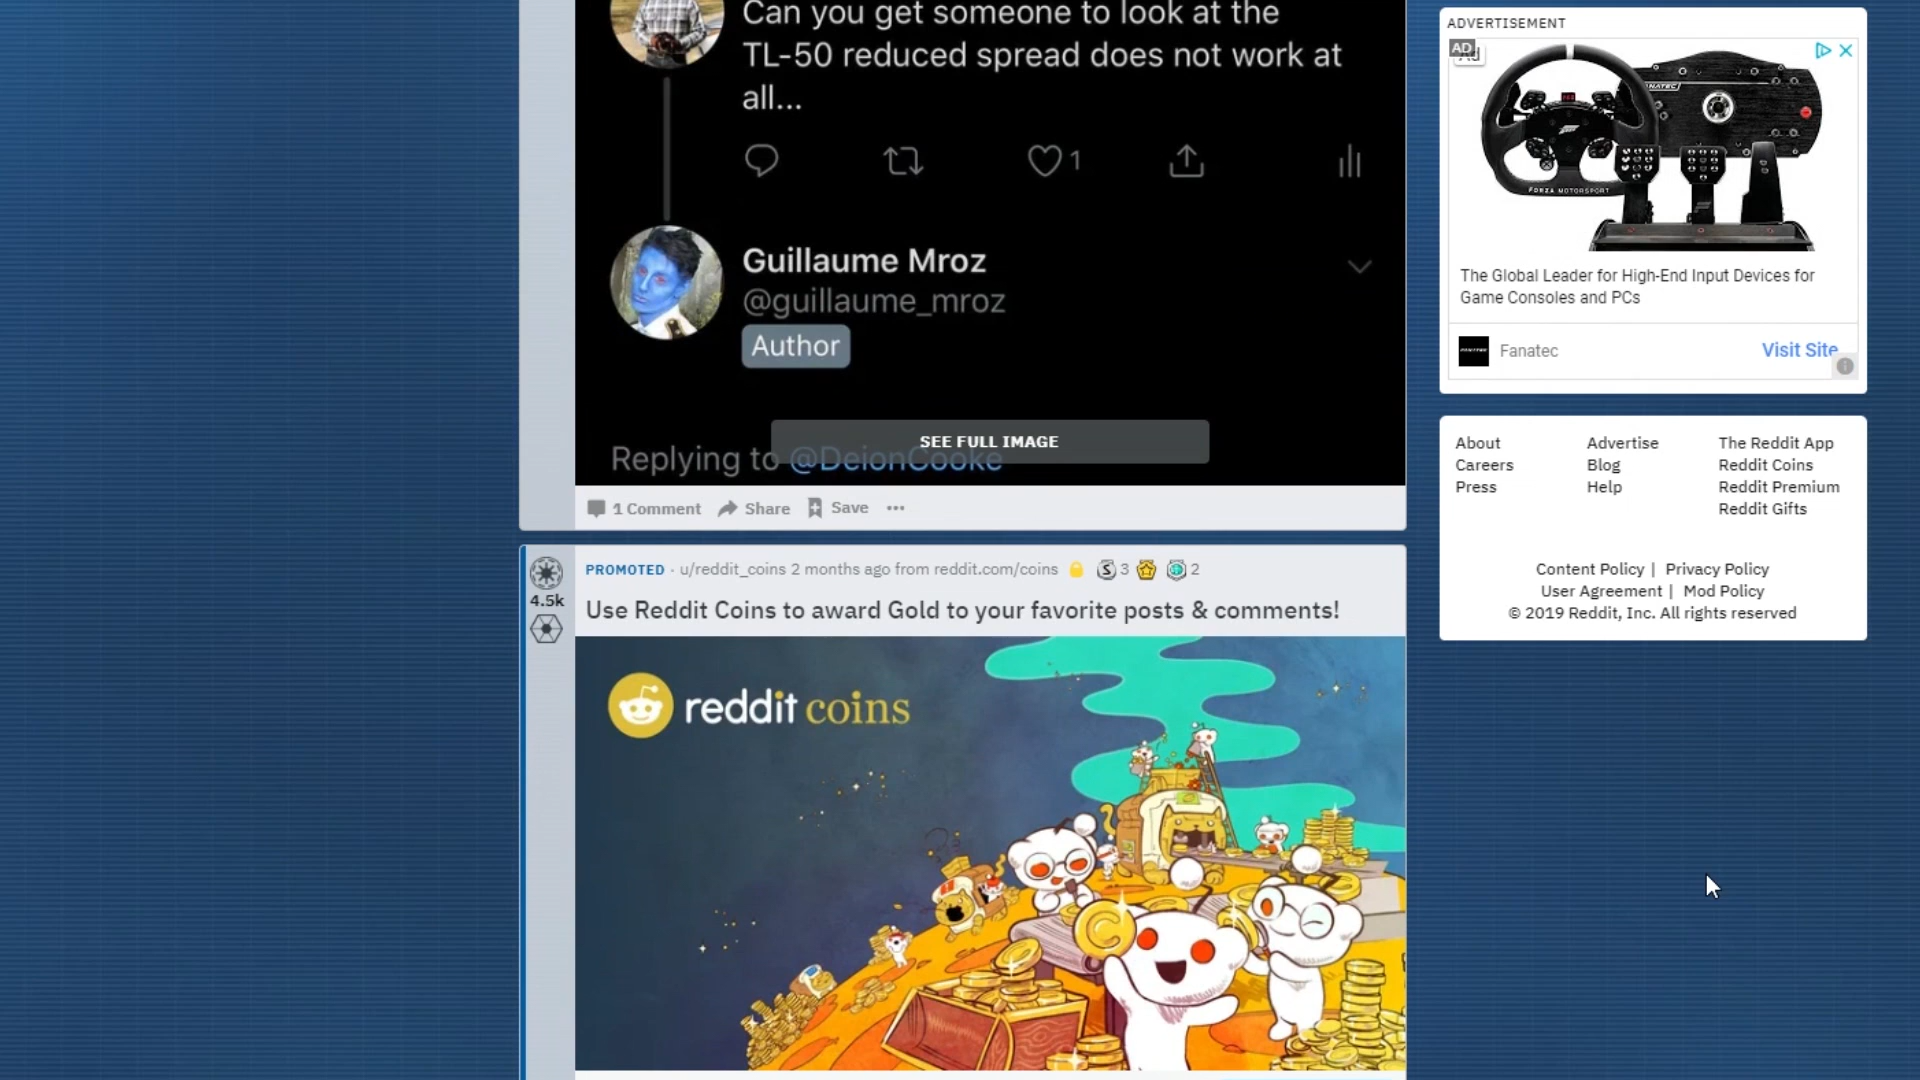 Can you get someone to look at the
TL-50 reduced spread does not work at
all...
1
Guillaume Mroz
@guillaume_mroz
Author
SEE FULL IMAGE
Replying to @DeionCooke
1 Comment
Share
Save
PROMOTED · u/reddit_coins 2 months ago from reddit.com/coins
S 3
2
4.5k
Use Reddit Coins to award Gold to your favorite posts & comments!
reddit coins
ADVERTISEMENT
AD
Ad
FORZA MOTORSPORT
The Global Leader for High-End Input Devices for
Game Consoles and PCs
Fanatec
Visit Site
About
Careers
Press
Advertise
Blog
Help
The Reddit App
Reddit Coins
Reddit Premium
Reddit Gifts
Content Policy | Privacy Policy
User Agreement | Mod Policy
© 2019 Reddit, Inc. All rights reserved